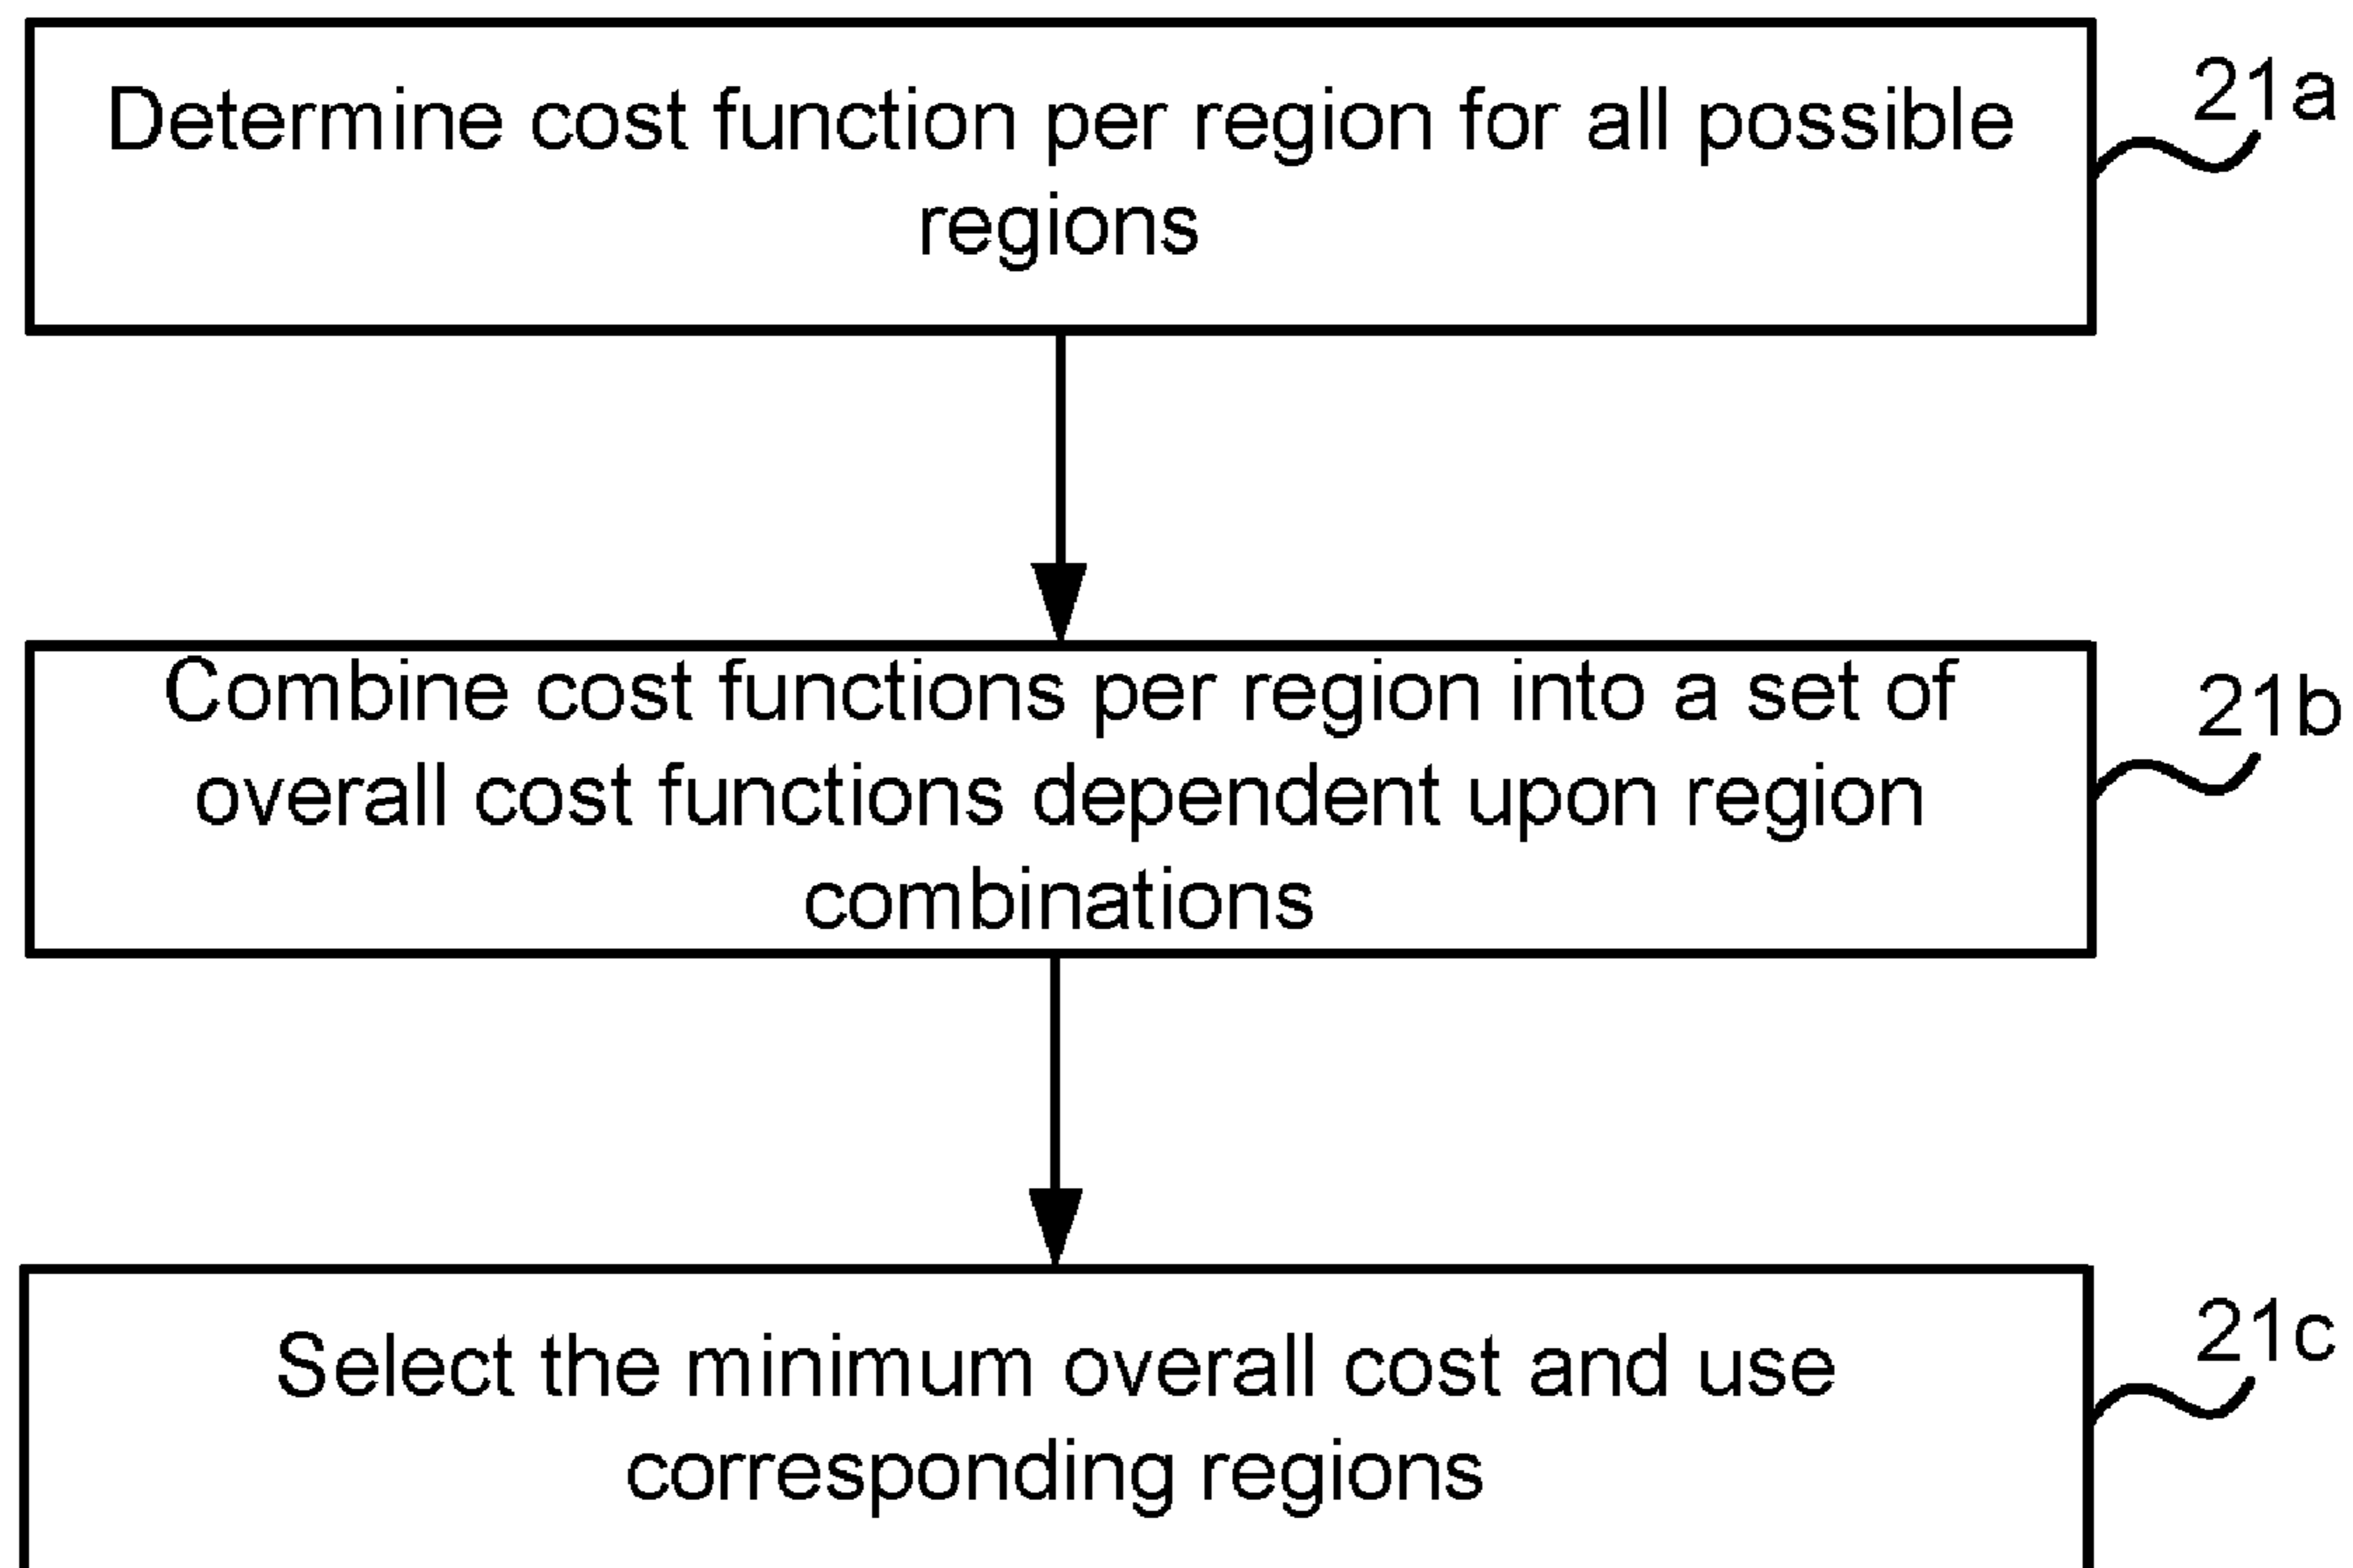 Determine cost function per region for all possible
regions
21a
Combine cost functions per region into a set of
overall cost functions dependent upon region
combinations
21b
Select the minimum overall cost and use
corresponding regions
21c